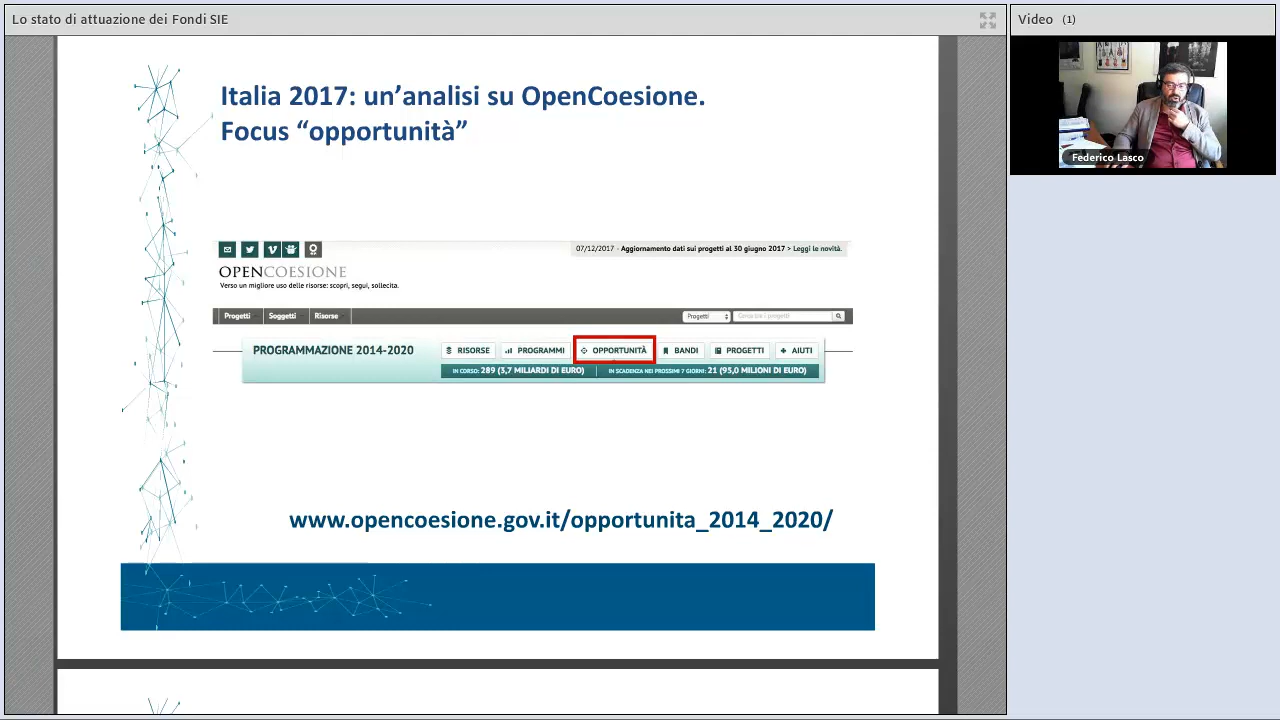 Lo stato di attuazione dei Fondi SIE
Video (1)
Federico Lasco
Italia 2017: un’analisi su OpenCoesione.
Focus “opportunità”
07/12/2017 - Aggiornamento dati sui progetti al 30 giugno 2017 > Leggi le novità.
OPENCOESIONE
Verso un migliore uso delle risorse: scopri, segui, sollecita.
Progetti Soggetti Risorse Progetti Cerca tra i progetti
PROGRAMMAZIONE 2014-2020 RISORSE PROGRAMMI OPPORTUNITÀ BANDI PROGETTI AIUTI
IN CORSO: 289 (3,7 MILIARDI DI EURO) IN SCADENZA NEI PROSSIMI 7 GIORNI: 21 (95,0 MILIONI DI EURO)
www.opencoesione.gov.it/opportunita_2014_2020/